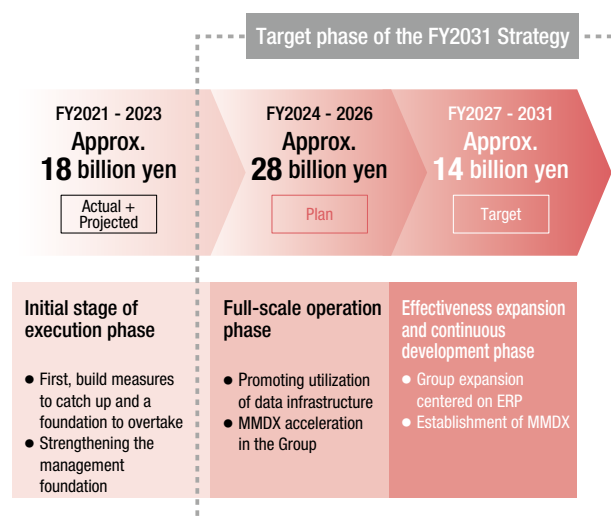 Target phase of the FY2031 Strategy
FY2021 - 2023
Approx.
18 billion yen
Actual +
Projected
FY2024 - 2026
Approx.
28 billion yen
Plan
FY2027 - 2031
Approx.
14 billion yen
Target
Initial stage of
execution phase
● First, build measures
to catch up and a
foundation to overtake
● Strengthening the
management
foundation
Full-scale operation
phase
● Promoting utilization
of data infrastructure
● MMDX acceleration
in the Group
Effectiveness expansion
and continuous
development phase
● Group expansion
centered on ERP
● Establishment of MMDX